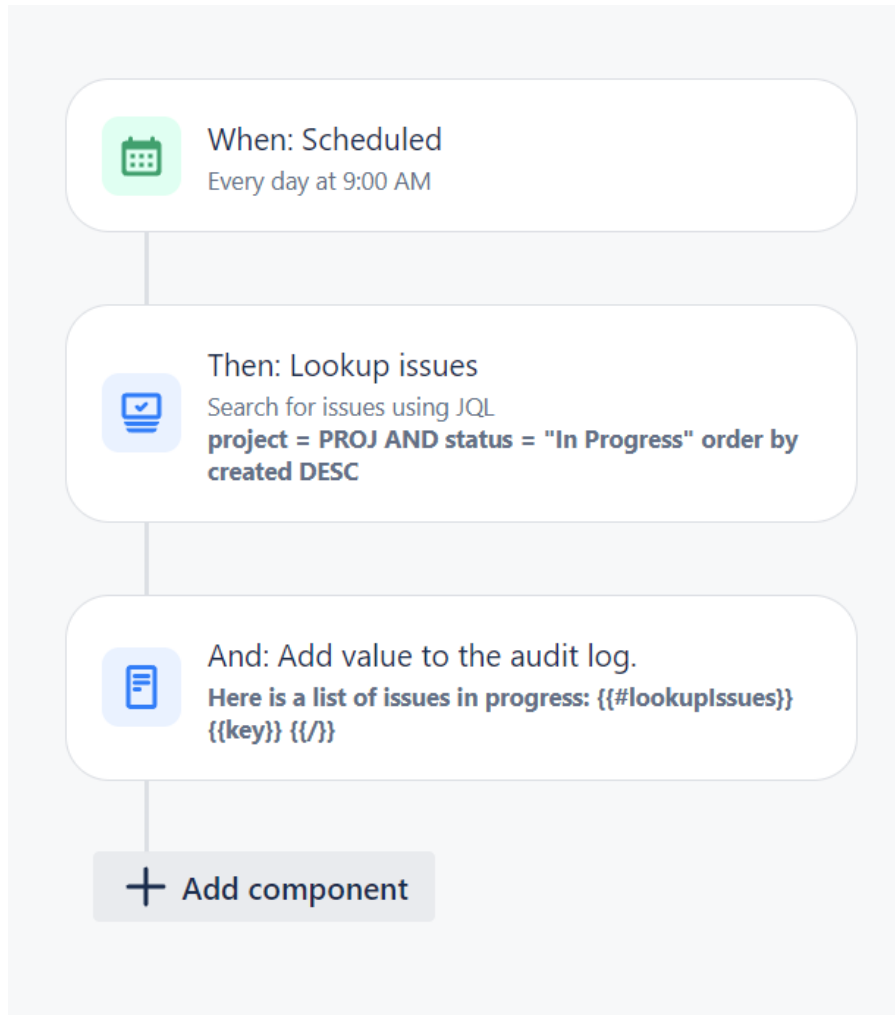 When: Scheduled
Every day at 9:00 AM
Then: Lookup issues
Search for issues using JQL
project = PROJ AND status = "In Progress" order by
created DESC
And: Add value to the audit log.
Here is a list of issues in progress: {{#lookupIssues}}
{{key}} {{/}}
Add component